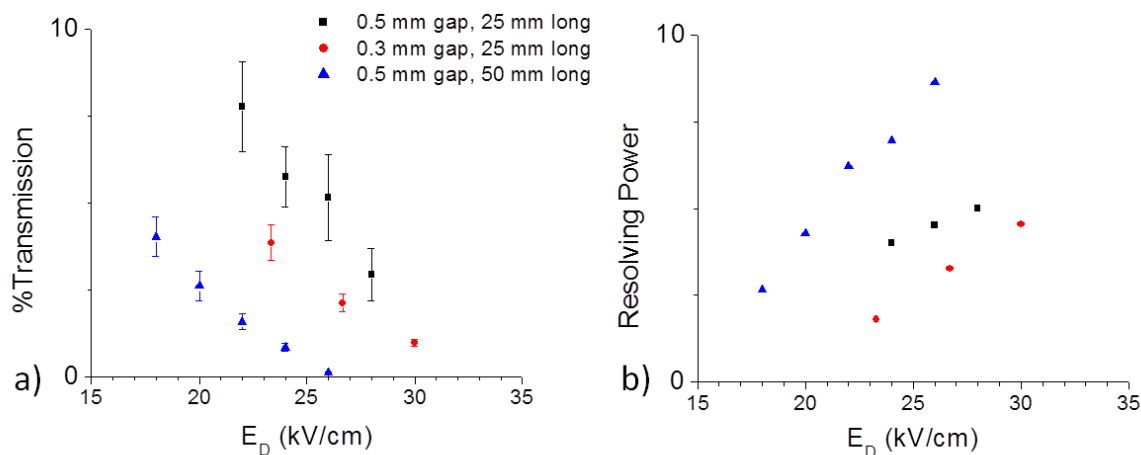 10
0.5 mm gap, 25 mm long
0.3 mm gap, 25 mm long
0.5 mm gap, 50 mm long
%Transmission
0
a)
15 20 25 30 35
E_D (kV/cm)
10
Resolving Power
0
b)
15 20 25 30 35
E_D (kV/cm)